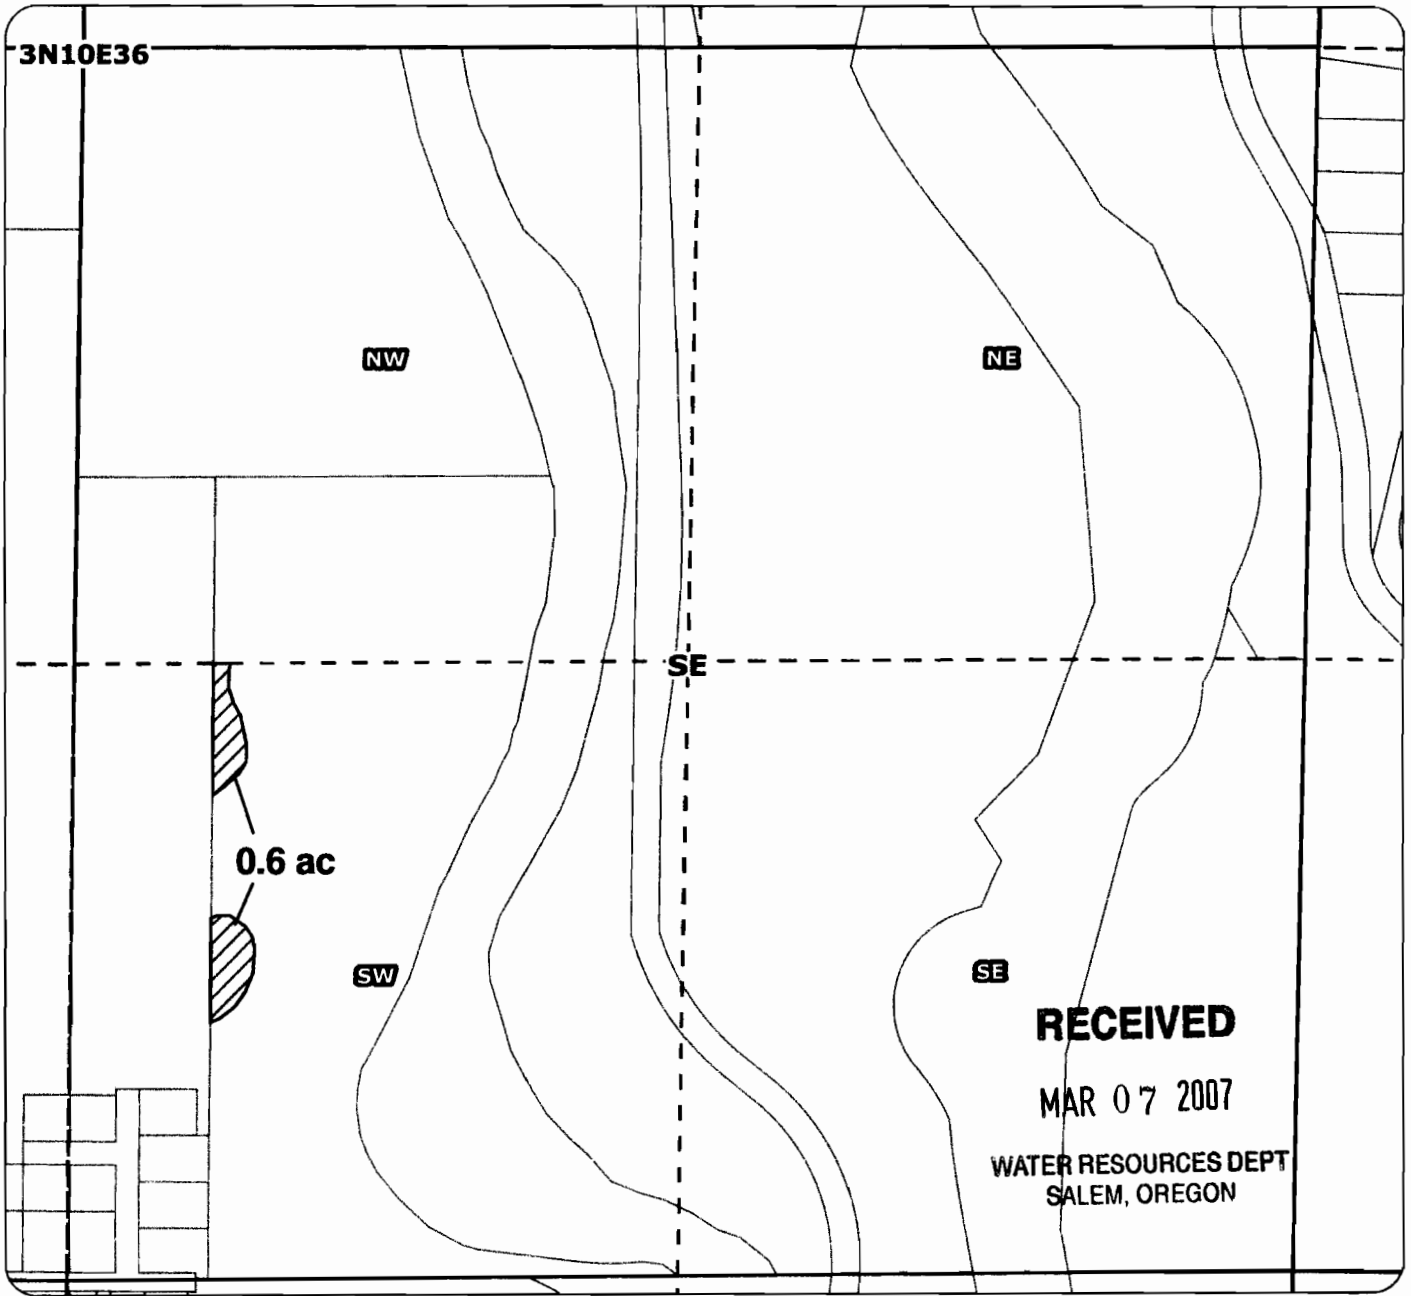 3N10E36
NW
NE
SE
0.6 ac
SW
SE
RECEIVED
MAR 07 2007
WATER RESOURCES DEPT
SALEM, OREGON